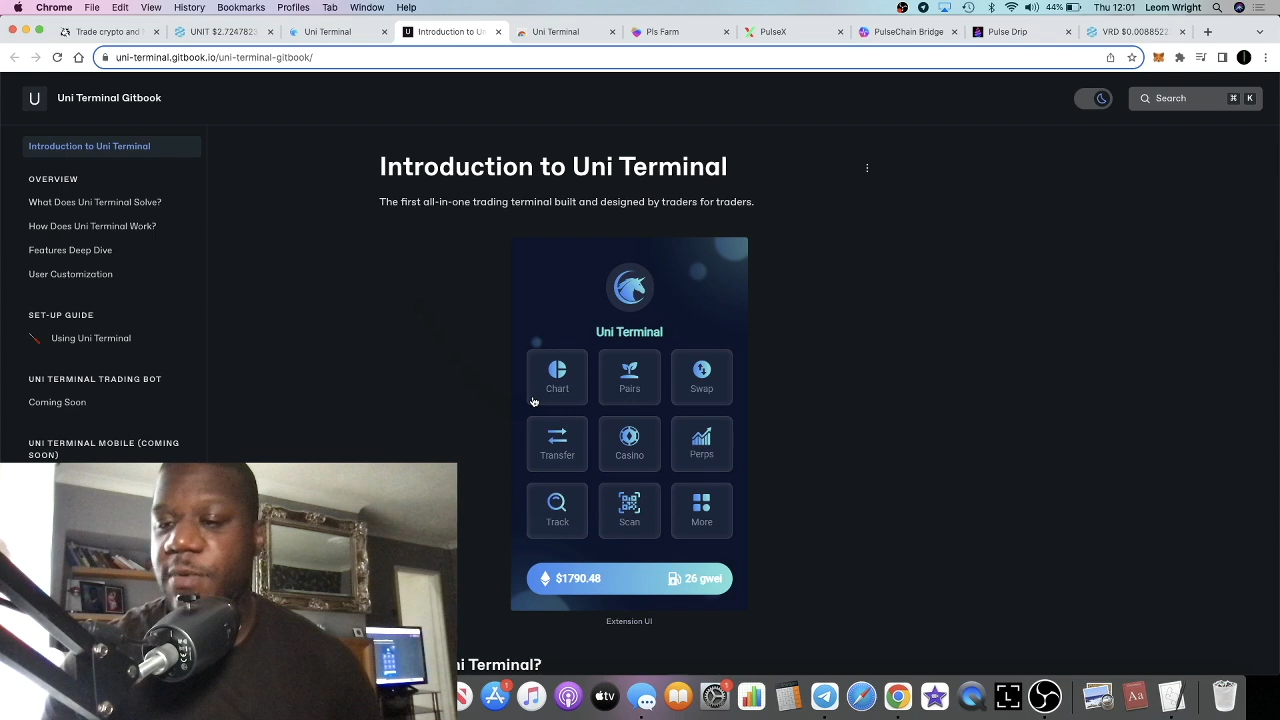 Chrome File Edit View History Bookmarks Profiles Tab Window Help
44% Thur 12:01 Leom Wright
Trade crypto and
UNIT $2.7247823
Uni Terminal
Introduction to Un
Uni Terminal
Pls Farm
PulseX
PulseChain Bridge
Pulse Drip
VRD $0.0088522
uni-terminal.gitbook.io/uni-terminal-gitbook/
U
Uni Terminal Gitbook
Search
⌘ K
Introduction to Uni Terminal
OVERVIEW
What Does Uni Terminal Solve?
How Does Uni Terminal Work?
Features Deep Dive
User Customization
SET-UP GUIDE
Using Uni Terminal
UNI TERMINAL TRADING BOT
Coming Soon
UNI TERMINAL MOBILE (COMING
SOON)
Introduction to Uni Terminal
The first all-in-one trading terminal built and designed by traders for traders.
Uni Terminal
Chart Pairs Swap
Transfer Casino Perps
Track Scan More
$1790.48 26 gwei
Extension UI
ni Terminal?
1
tv
1
Aa